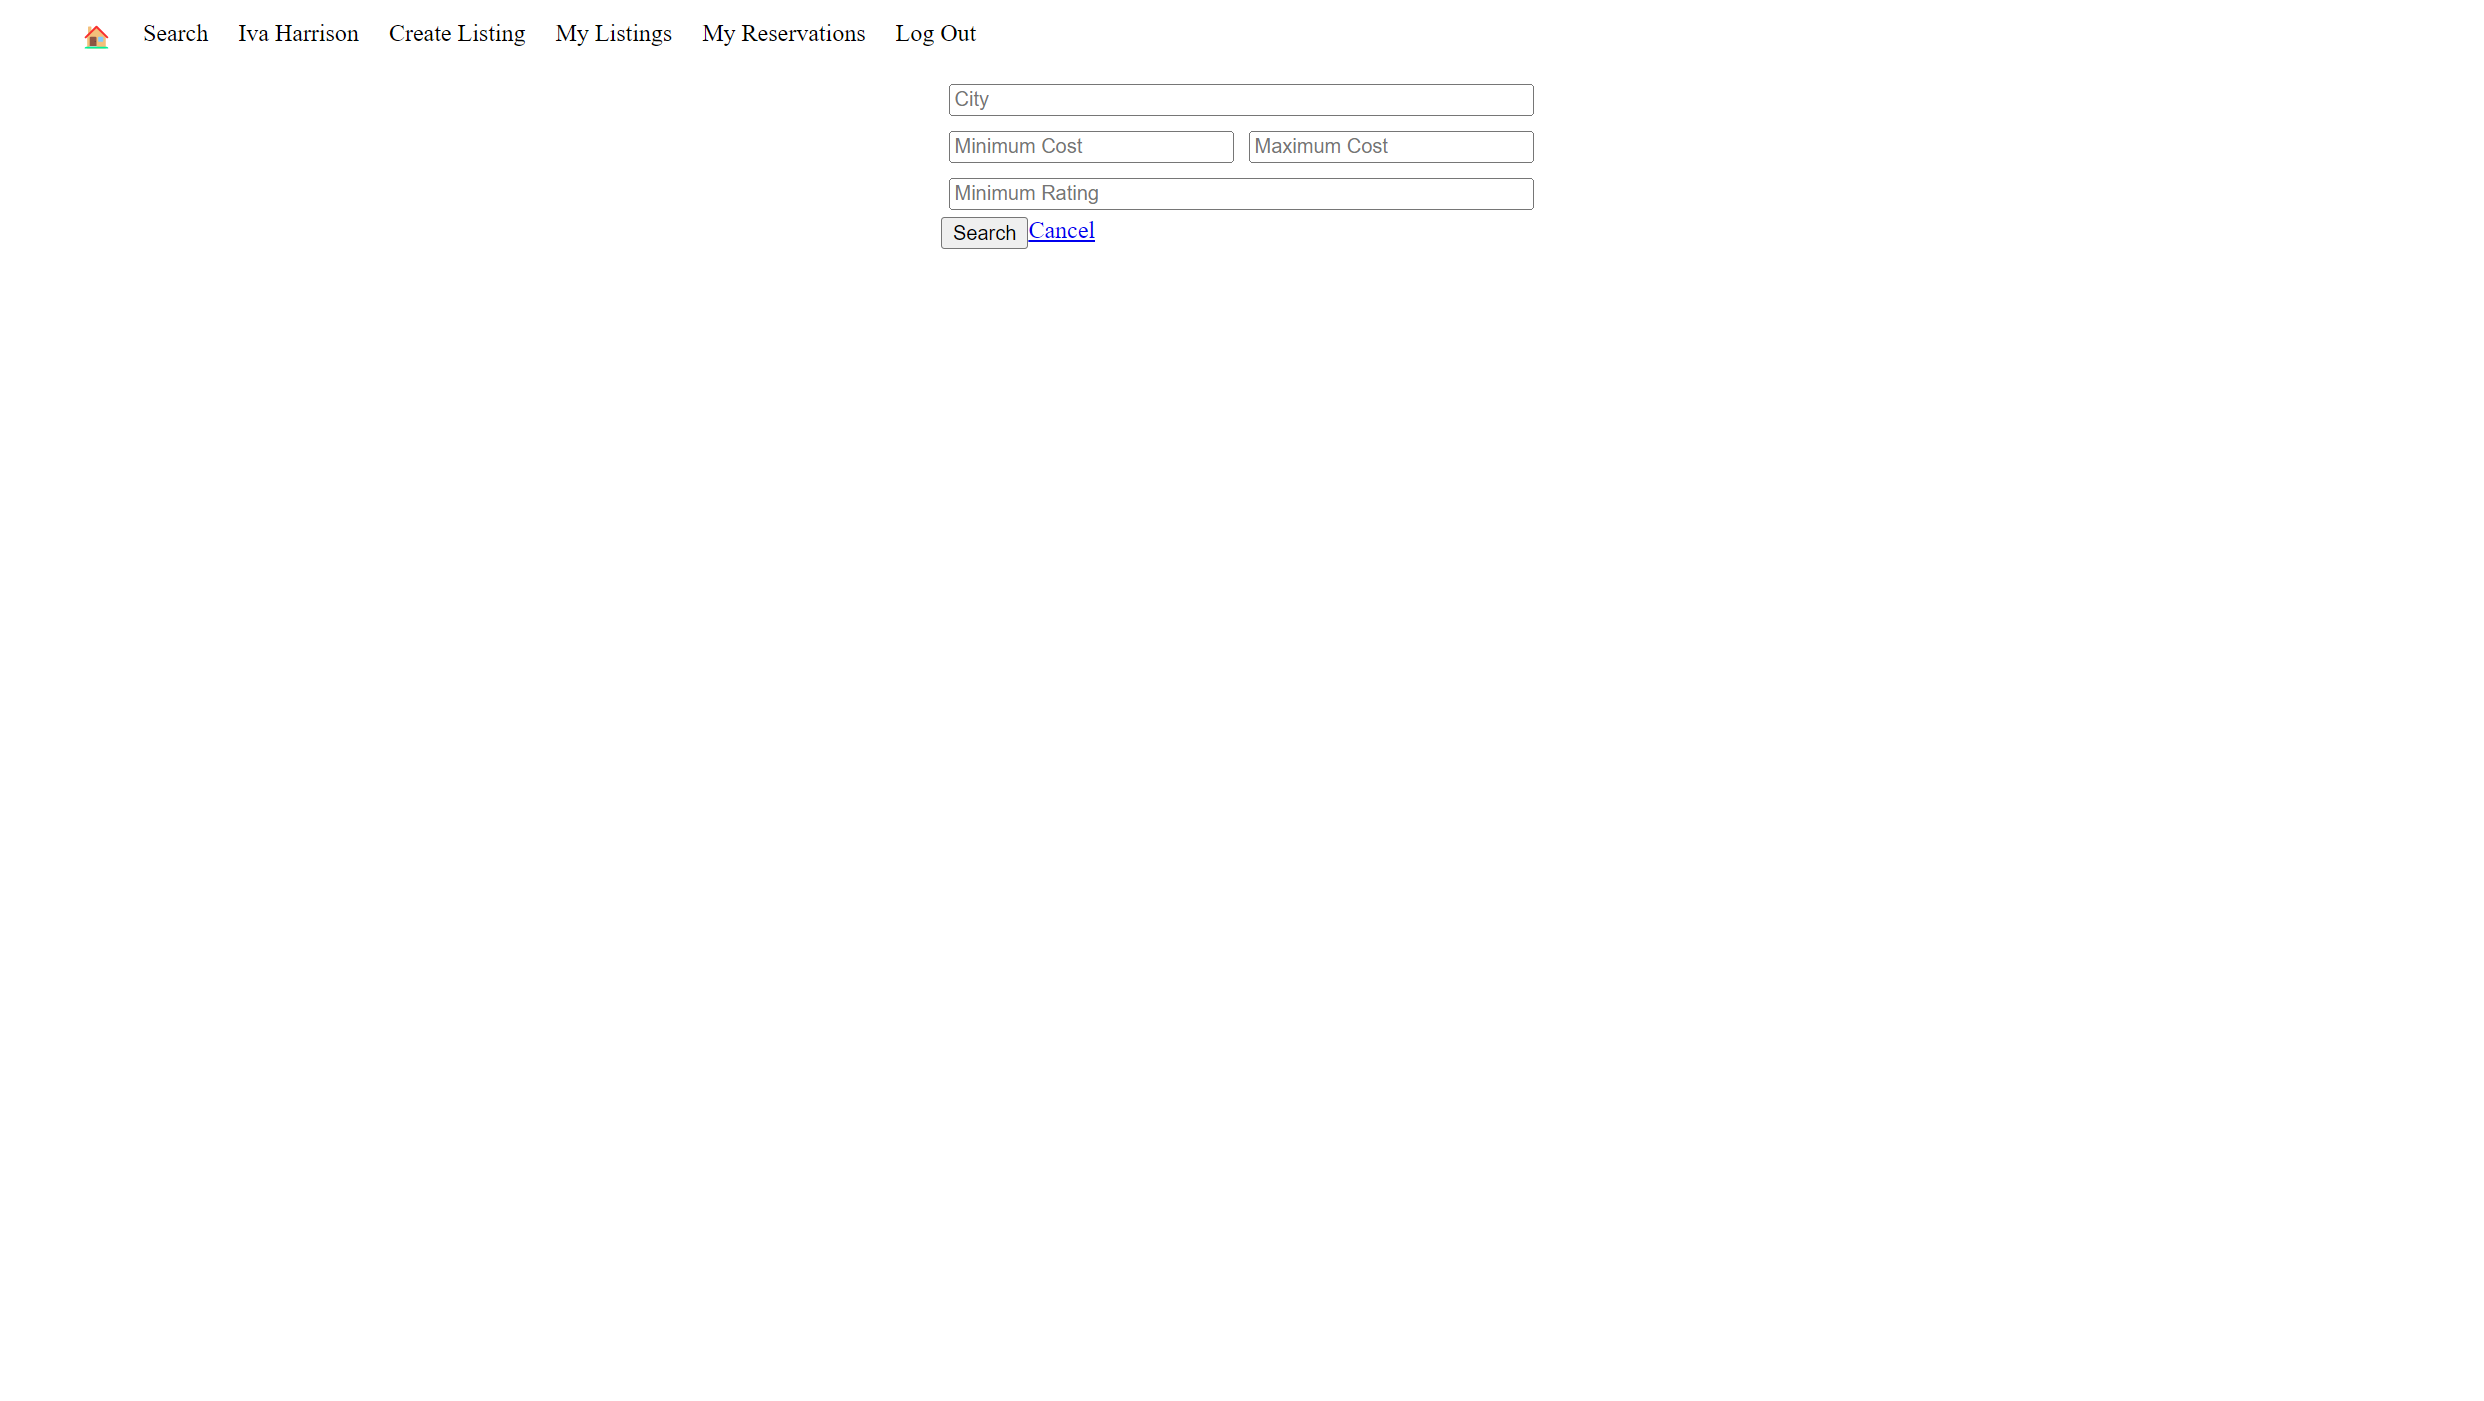 Search Iva Harrison Create Listing My Listings My Reservations Log Out
City
Minimum Cost Maximum Cost
Minimum Rating
Search Cancel